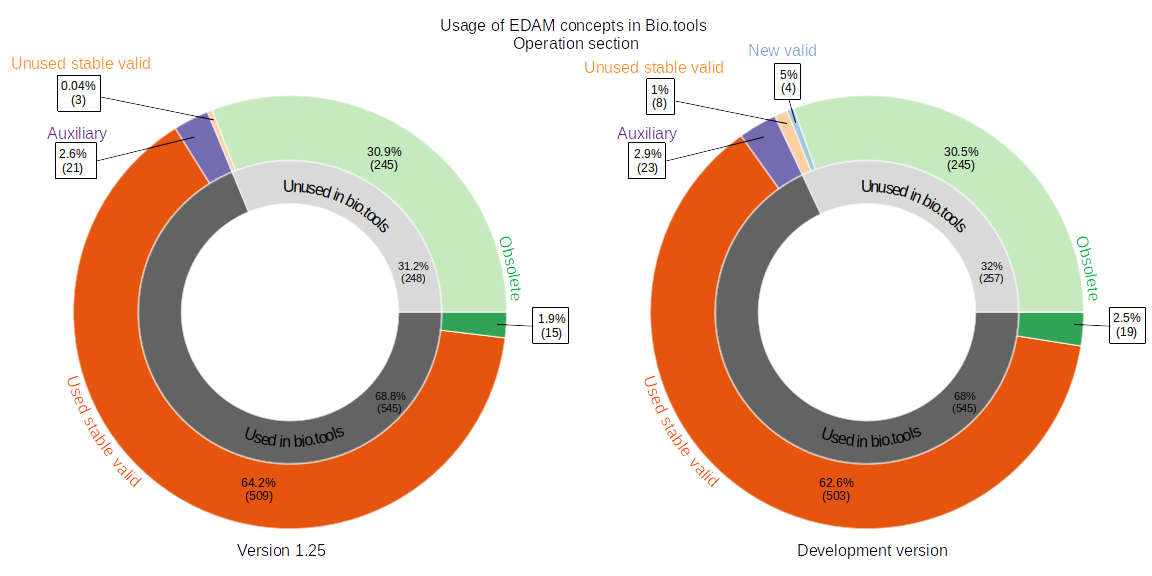 Usage of EDAM concepts in Bio.tools
Operation section
Unused stable valid
0.04%
(3)
Auxiliary
2.6%
(21)
30.9%
(245)
Unused in bio.tools
31.2%
(248)
Obsolete
1.9%
(15)
68.8%
(545)
Used in bio.tools
Used stable valid
64.2%
(509)
Version 1.25
New valid
5%
(4)
Unused stable valid
1%
(8)
Auxiliary
2.9%
(23)
30.5%
(245)
Unused in bio.tools
32%
(257)
Obsolete
2.5%
(19)
68%
(545)
Used in bio.tools
Used stable valid
62.6%
(503)
Development version